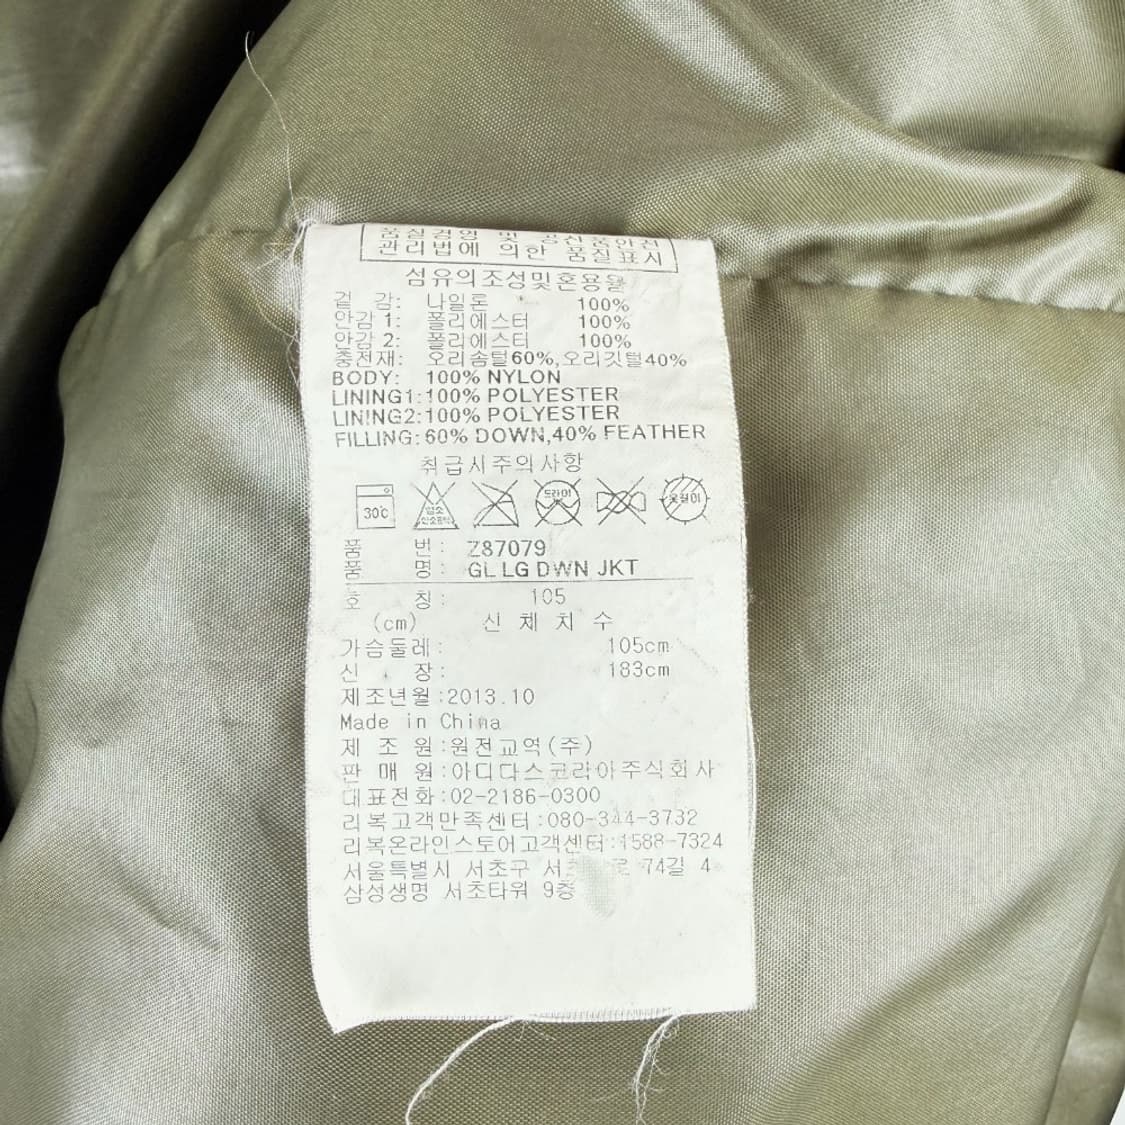 품질경영 및 공산품안전
관리법에 의한 품질표시
섬유의조성및혼용율
겉 감: 나일론 100%
안감1: 폴리에스터 100%
안감2: 폴리에스터 100%
충전재: 오리솜털60%,오리깃털40%
BODY: 100% NYLON
LINING1:100% POLYESTER
LINING2:100% POLYESTER
FILLING:60% DOWN,40% FEATHER
취급시주의사항
30℃ 염소 드라이 옷걸이
품 번: Z87079
품 명: GL LG DWN JKT
호 칭: 105
(cm) 신 체 치 수
가슴둘레: 105cm
신 장: 183cm
제조년월:2013.10
Made in China
제 조 원:원전교역(주)
판 매 원:아디다스코리아주식회사
대표전화:02-2186-0300
리복고객만족센터:080-344-3732
리복온라인스토어고객센터:1588-7324
서울특별시 서초구 74길 4
삼성생명 서초타워 9층